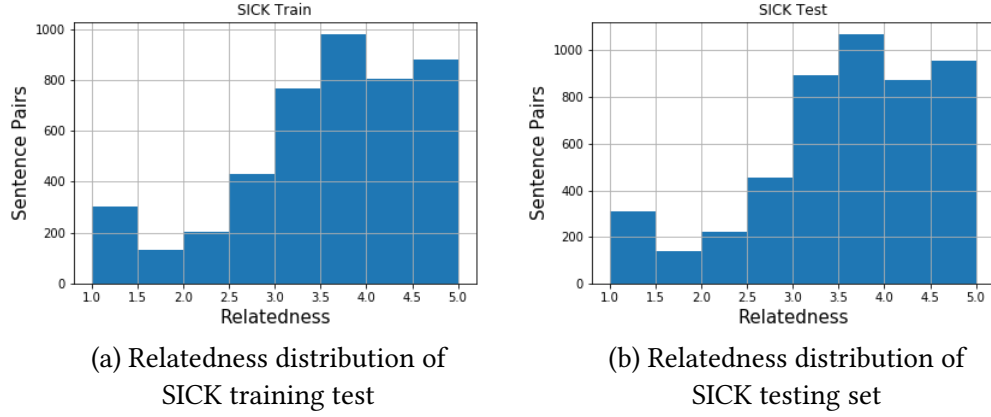 SICK Train
1000
800
600
400
200
0
Sentence Pairs
1.0 1.5 2.0 2.5 3.0 3.5 4.0 4.5 5.0
Relatedness
(a) Relatedness distribution of
SICK training test
SICK Test
1000
800
600
400
200
0
Sentence Pairs
1.0 1.5 2.0 2.5 3.0 3.5 4.0 4.5 5.0
Relatedness
(b) Relatedness distribution of
SICK testing set